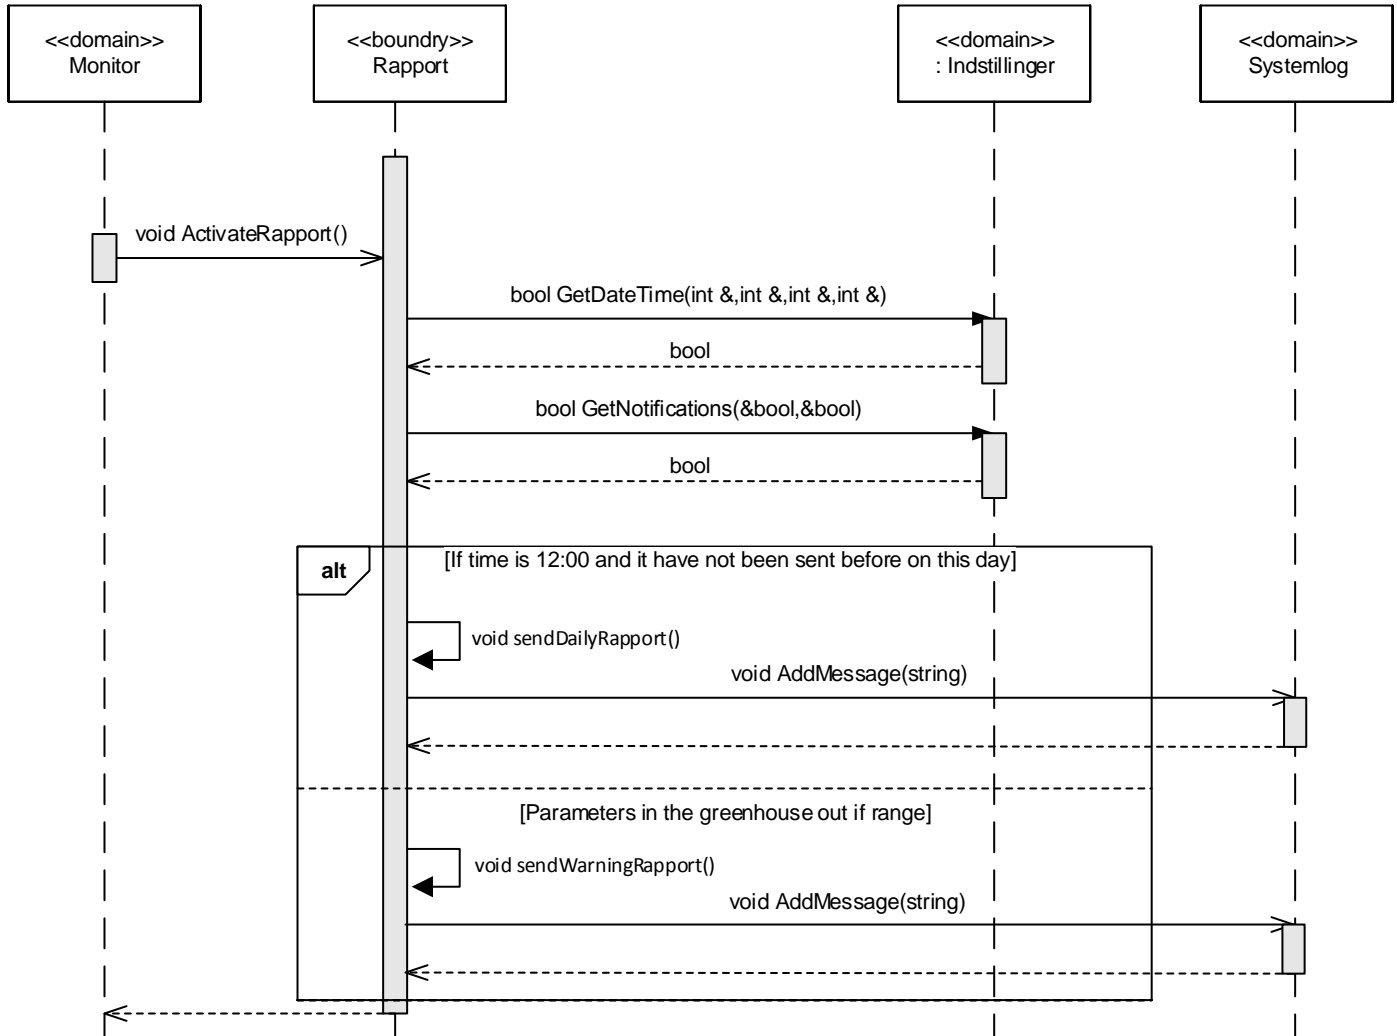 <<domain>>
Monitor
<<boundry>>
Rapport
<<domain>>
: Indstillinger
<<domain>>
Systemlog
void ActivateRapport()
bool GetDateTime(int &,int &,int &,int &)
bool
bool GetNotifications(&bool,&bool)
bool
alt
[If time is 12:00 and it have not been sent before on this day]
void sendDailyRapport()
void AddMessage(string)
[Parameters in the greenhouse out if range]
void sendWarningRapport()
void AddMessage(string)